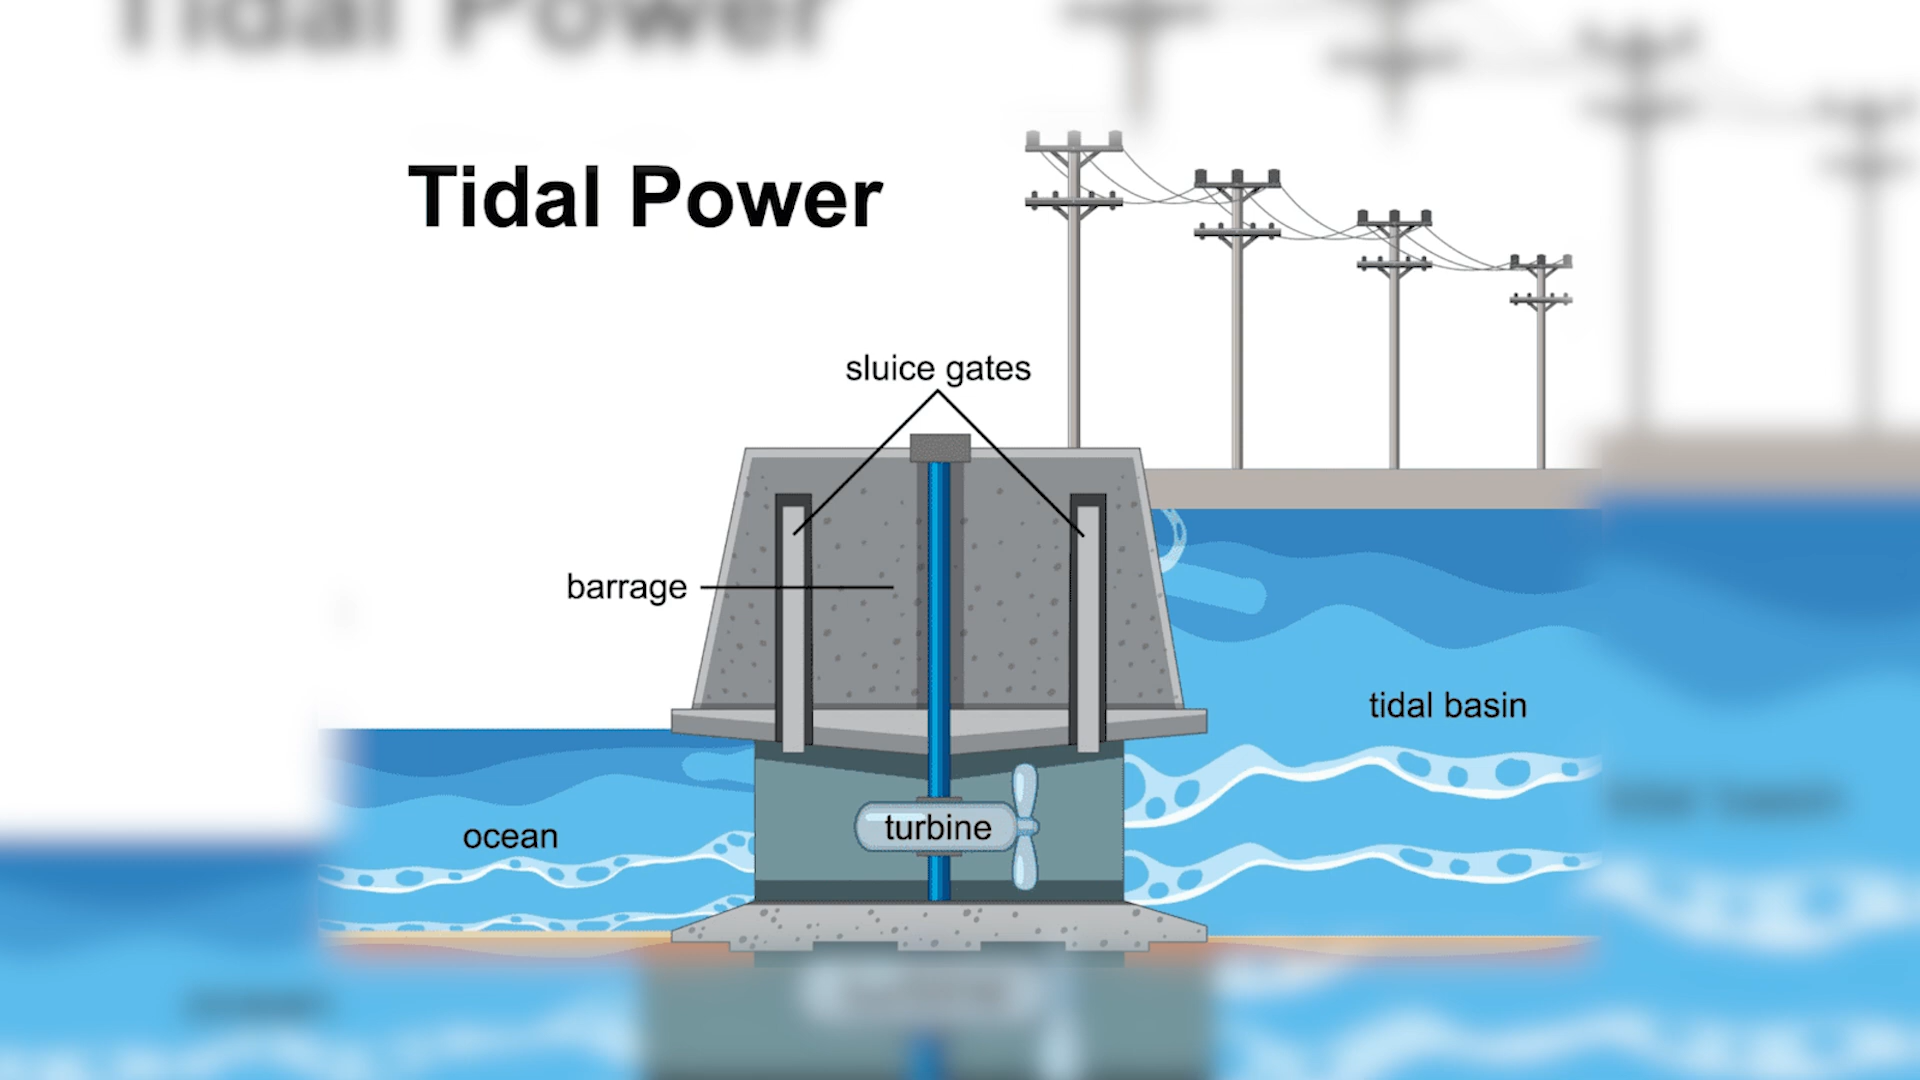 Tidal Power
sluice gates
barrage
tidal basin
turbine
ocean